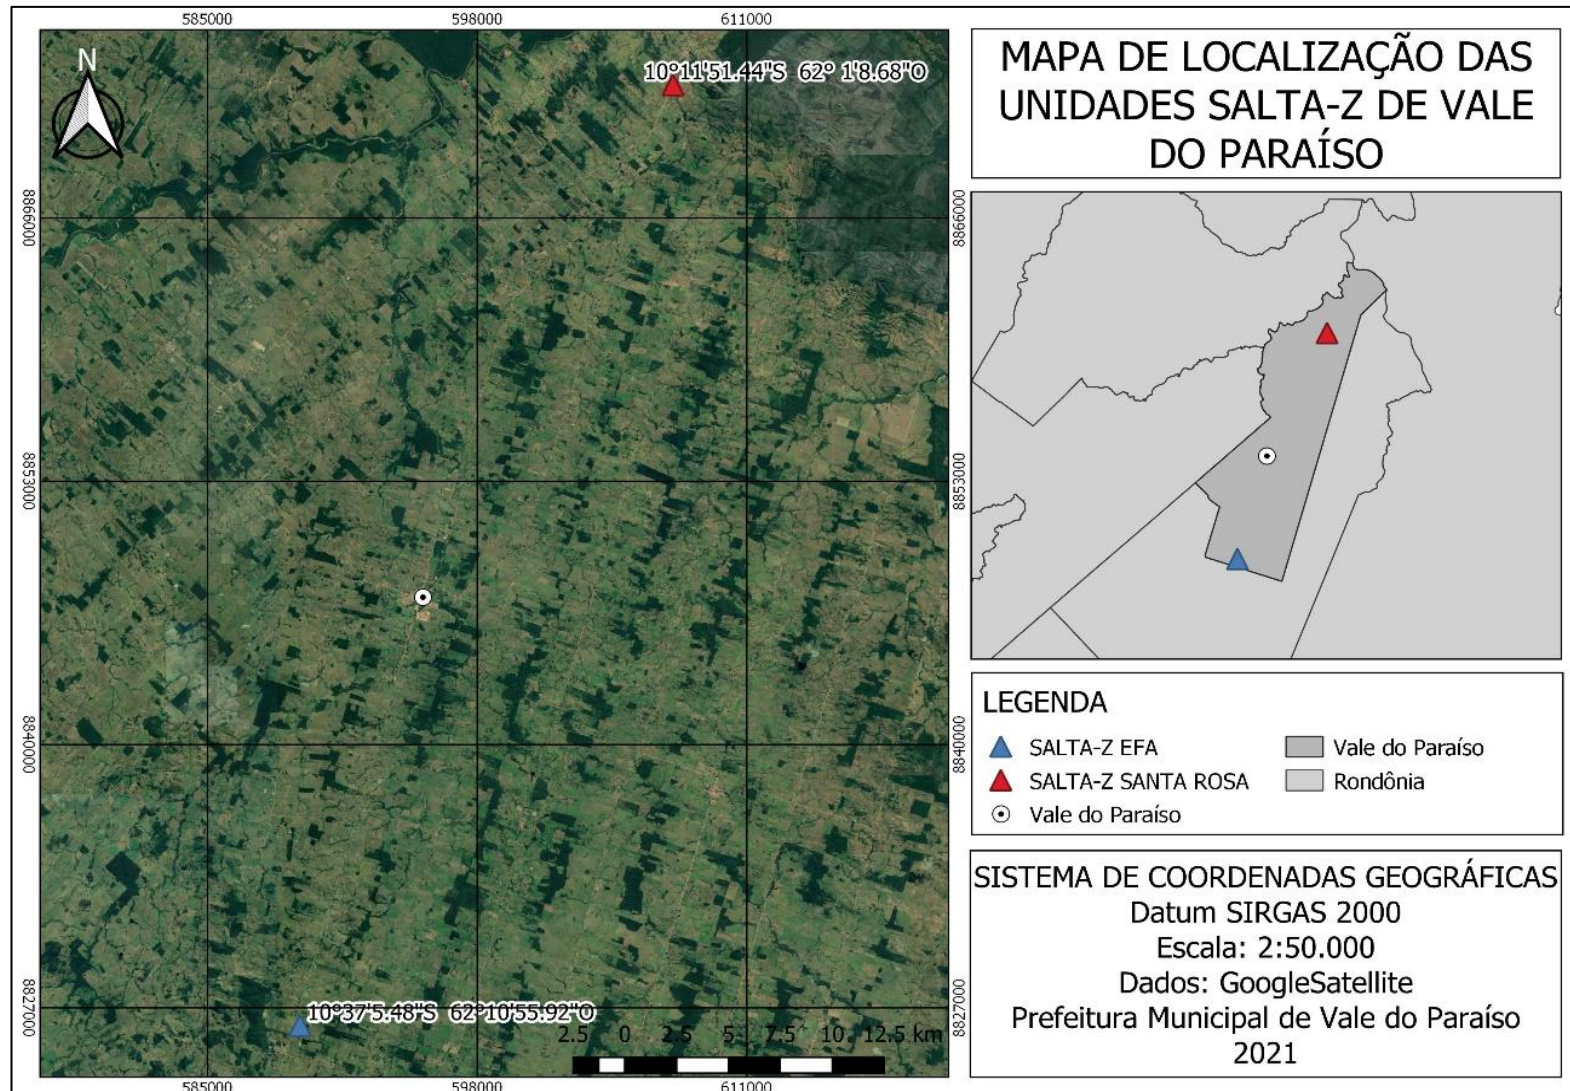 585000
598000
611000
N
10°11'51.44"S 62° 1'8.68"O
8866000
8853000
8840000
8827000
10°37'5.48"S 62°10'55.92"O
2.5 0 2.5 5 7.5 10 12.5 km
585000
598000
611000
8866000
8853000
8840000
8827000
MAPA DE LOCALIZAÇÃO DAS
UNIDADES SALTA-Z DE VALE
DO PARAÍSO
LEGENDA
SALTA-Z EFA
SALTA-Z SANTA ROSA
Vale do Paraíso
Vale do Paraíso
Rondônia
SISTEMA DE COORDENADAS GEOGRÁFICAS
Datum SIRGAS 2000
Escala: 2:50.000
Dados: GoogleSatellite
Prefeitura Municipal de Vale do Paraíso
2021